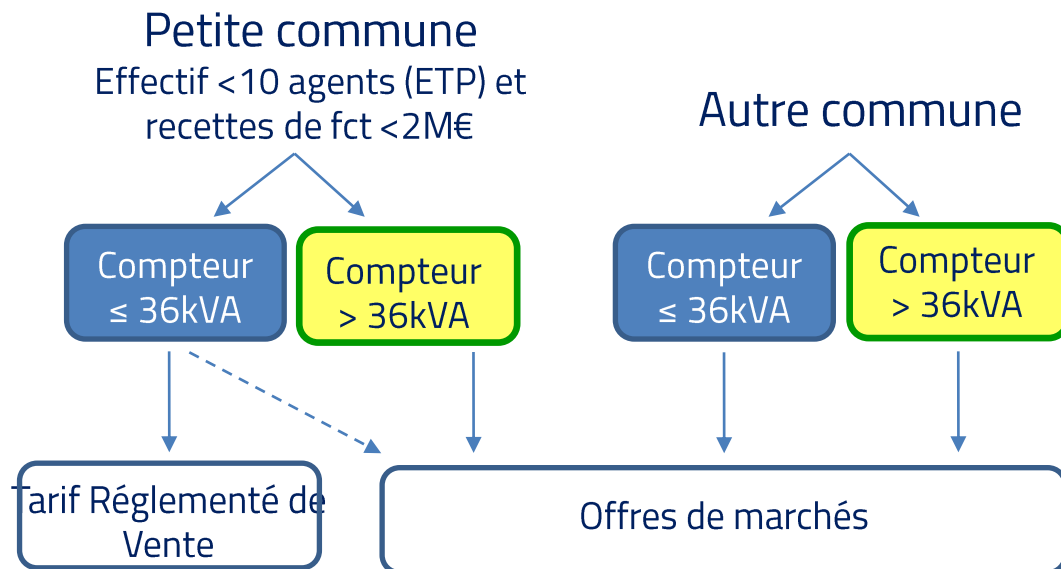 Petite commune
Effectif <10 agents (ETP) et
recettes de fct <2M€
Autre commune
Compteur
≤ 36kVA
Compteur
> 36kVA
Compteur
≤ 36kVA
Compteur
> 36kVA
Tarif Réglementé de
Vente
Offres de marchés